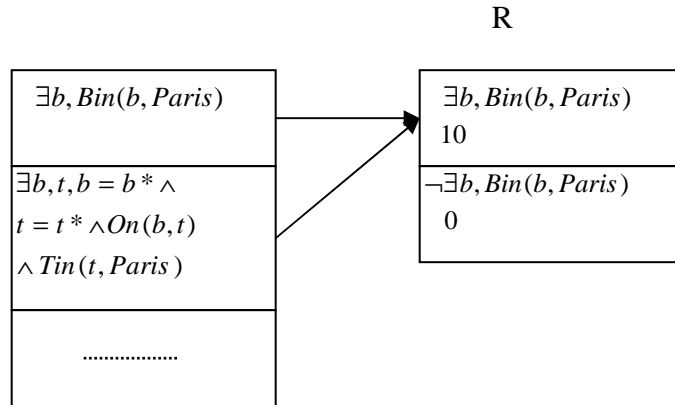 R
∃b, Bin(b, Paris)
∃b, t, b = b * ∧
t = t * ∧ On(b, t)
∧ Tin(t, Paris)
...................
∃b, Bin(b, Paris)
10
¬∃b, Bin(b, Paris)
0